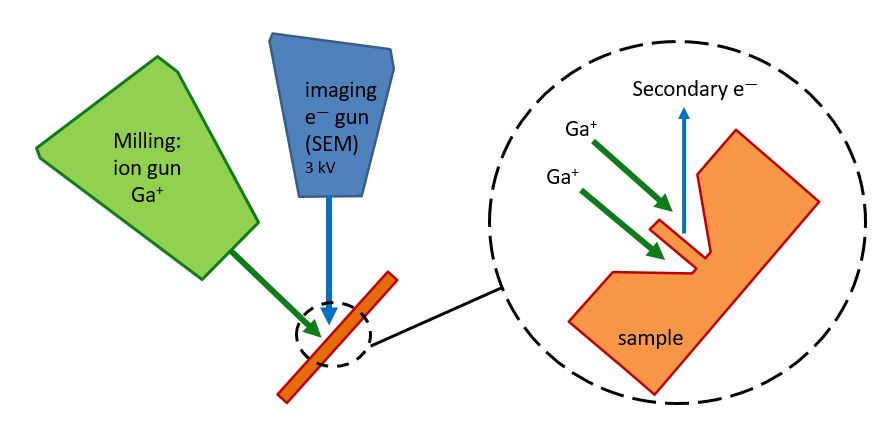 Milling:
ion gun
Ga⁺
imaging
e⁻ gun
(SEM)
3 kV
Secondary e⁻
Ga⁺
Ga⁺
sample